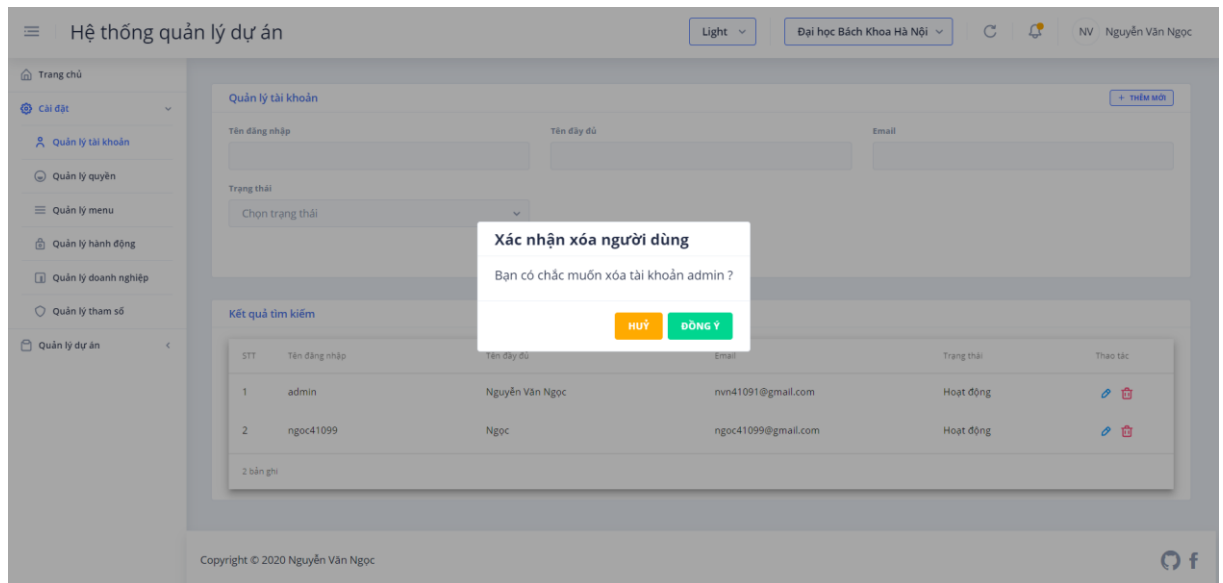 Hệ thống quản lý dự án
Light
Đại học Bách Khoa Hà Nội
NV Nguyễn Văn Ngọc
Trang chủ
Cài đặt
Quản lý tài khoản
Quản lý quyền
Quản lý menu
Quản lý hành động
Quản lý doanh nghiệp
Quản lý tham số
Quản lý dự án
Quản lý tài khoản
+ THÊM MỚI
Tên đăng nhập Tên đầy đủ Email
Trạng thái
Chọn trạng thái
Xác nhận xóa người dùng
Bạn có chắc muốn xóa tài khoản admin ?
HUỶ ĐỒNG Ý
Kết quả tìm kiếm
STT Tên đăng nhập Tên đầy đủ Email Trạng thái Thao tác
1 admin Nguyễn Văn Ngọc nvn41091@gmail.com Hoạt động
2 ngoc41099 Ngọc ngoc41099@gmail.com Hoạt động
2 bản ghi
Copyright © 2020 Nguyễn Văn Ngọc